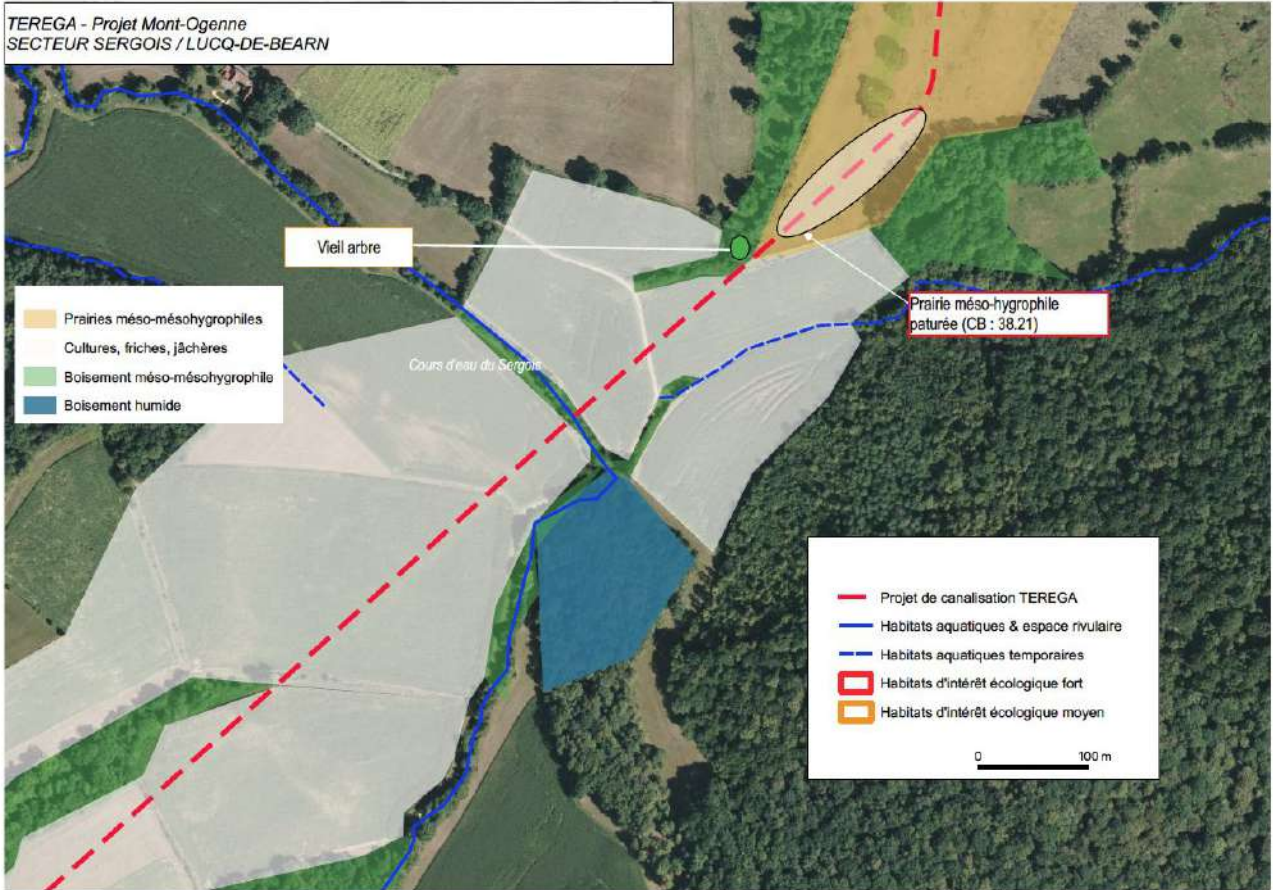 TEREGA - Projet Mont-Ogenne
SECTEUR SERGOIS / LUCQ-DE-BEARN
Vieil arbre
Prairie méso-hygrophile
paturée (CB : 38.21)
Prairies méso-mésohygrophiles
Cultures, friches, jâchères
Boisement méso-mésohygrophile
Boisement humide
Cours d'eau du Sergois
Projet de canalisation TEREGA
Habitats aquatiques & espace rivulaire
Habitats aquatiques temporaires
Habitats d'intérêt écologique fort
Habitats d'intérêt écologique moyen
0 100 m